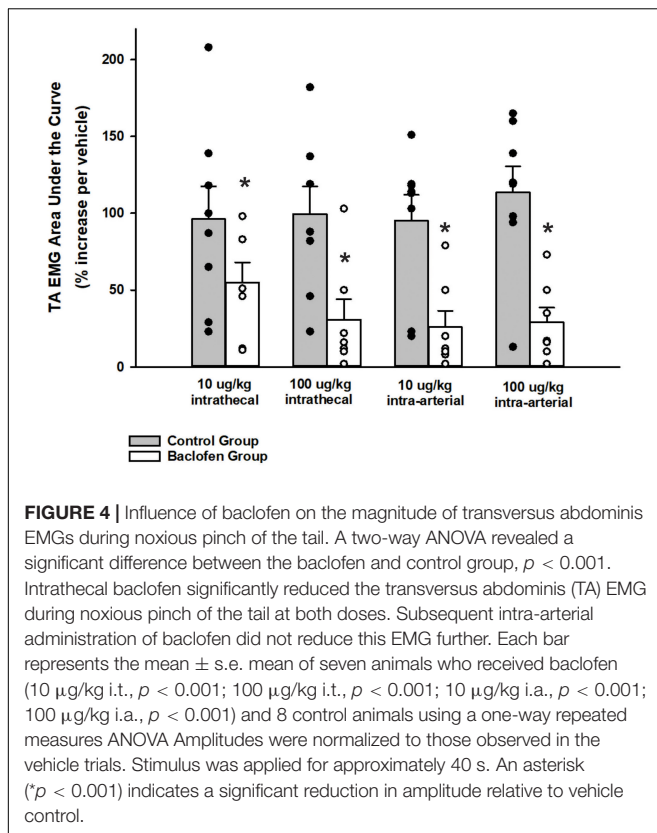 200
150
100
50
0
TA EMG Area Under the Curve
(% increase per vehicle)
*
*
*
*
10 ug/kg
intrathecal
100 ug/kg
intrathecal
10 ug/kg
intra-arterial
100 ug/kg
intra-arterial
Control Group
Baclofen Group
FIGURE 4 | Influence of baclofen on the magnitude of transversus abdominis
EMGs during noxious pinch of the tail. A two-way ANOVA revealed a
significant difference between the baclofen and control group, p < 0.001.
Intrathecal baclofen significantly reduced the transversus abdominis (TA) EMG
during noxious pinch of the tail at both doses. Subsequent intra-arterial
administration of baclofen did not reduce this EMG further. Each bar
represents the mean ± s.e. mean of seven animals who received baclofen
(10 μg/kg i.t., p < 0.001; 100 μg/kg i.t., p < 0.001; 10 μg/kg i.a., p < 0.001;
100 μg/kg i.a., p < 0.001) and 8 control animals using a one-way repeated
measures ANOVA Amplitudes were normalized to those observed in the
vehicle trials. Stimulus was applied for approximately 40 s. An asterisk
(*p < 0.001) indicates a significant reduction in amplitude relative to vehicle
control.